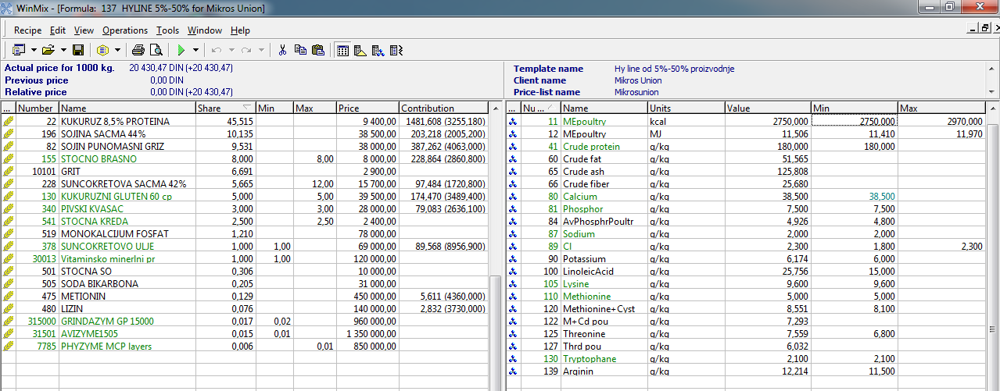 WinMix - [Formula: 137 HYLINE 5%-50% for Mikros Union]
Recipe Edit View Operations Tools Window Help
Actual price for 1000 kg. 20 430,47 DIN (+20 430,47)
Previous price 0,00 DIN
Relative price 0,00 DIN (+20 430,47)
Template name Hy line od 5%-50% proizvodnje
Client name Mikros Union
Price-list name Mikrosunion
... Number Name Share Min Max Price Contribution
22 KUKURUZ 8,5% PROTEINA 45,515 9 400,00 1481,608 (3255,180)
196 SOJINA SACMA 44% 10,135 38 500,00 203,218 (2005,200)
82 SOJIN PUNOMASNI GRIZ 9,531 38 000,00 387,262 (4063,000)
155 STOCNO BRASNO 8,000 8,00 8 000,00 228,864 (2860,800)
10101 GRIT 6,691 2 900,00
228 SUNCOKRETOVA SACMA 42% 5,665 12,00 15 700,00 97,484 (1720,800)
130 KUKURUZNI GLUTEN 60 cp 5,000 5,00 39 500,00 174,470 (3489,400)
340 PIVSKI KVASAC 3,000 3,00 28 000,00 79,083 (2636,100)
541 STOCNA KREDA 2,500 2,50 2 400,00
519 MONOKALCIJUM FOSFAT 1,210 78 000,00
378 SUNCOKRETOVO ULJE 1,000 1,00 69 000,00 89,568 (8956,900)
30013 Vitaminsko minerlni pr 1,000 1,00 120 000,00
501 STOCNA SO 0,306 10 000,00
505 SODA BIKARBONA 0,205 31 000,00
475 METIONIN 0,129 450 000,00 5,611 (4360,000)
480 LIZIN 0,076 140 000,00 2,832 (3730,000)
315000 GRINDAZYM GP 15000 0,017 0,02 960 000,00
31501 AVIZYME1505 0,015 0,01 1 350 000,00
7785 PHYZYME MCP layers 0,006 0,01 850 000,00
... Nu ... Name Units Value Min Max
11 MEpoultry kcal 2750,000 2750,000 2970,000
12 MEpoultry MJ 11,506 11,410 11,970
41 Crude protein g/kg 180,000 180,000
60 Crude fat g/kg 51,565
65 Crude ash g/kg 125,808
66 Crude fiber g/kg 25,680
80 Calcium g/kg 38,500 38,500
81 Phosphor g/kg 7,500 7,500
84 AvPhosphrPoultr g/kg 4,926 4,800
87 Sodium g/kg 2,000 2,000
89 Cl g/kg 2,300 1,800 2,300
90 Potassium g/kg 6,174 6,000
100 LinoleicAcid g/kg 25,756 15,000
105 Lysine g/kg 9,600 9,600
110 Methionine g/kg 5,000 5,000
120 Methionine+Cyst g/kg 8,551 8,100
122 M+Cd pou g/kg 7,293
125 Threonine g/kg 7,559 6,800
127 Thrd pou g/kg 6,032
130 Tryptophane g/kg 2,100 2,100
139 Arginin g/kg 12,214 11,500